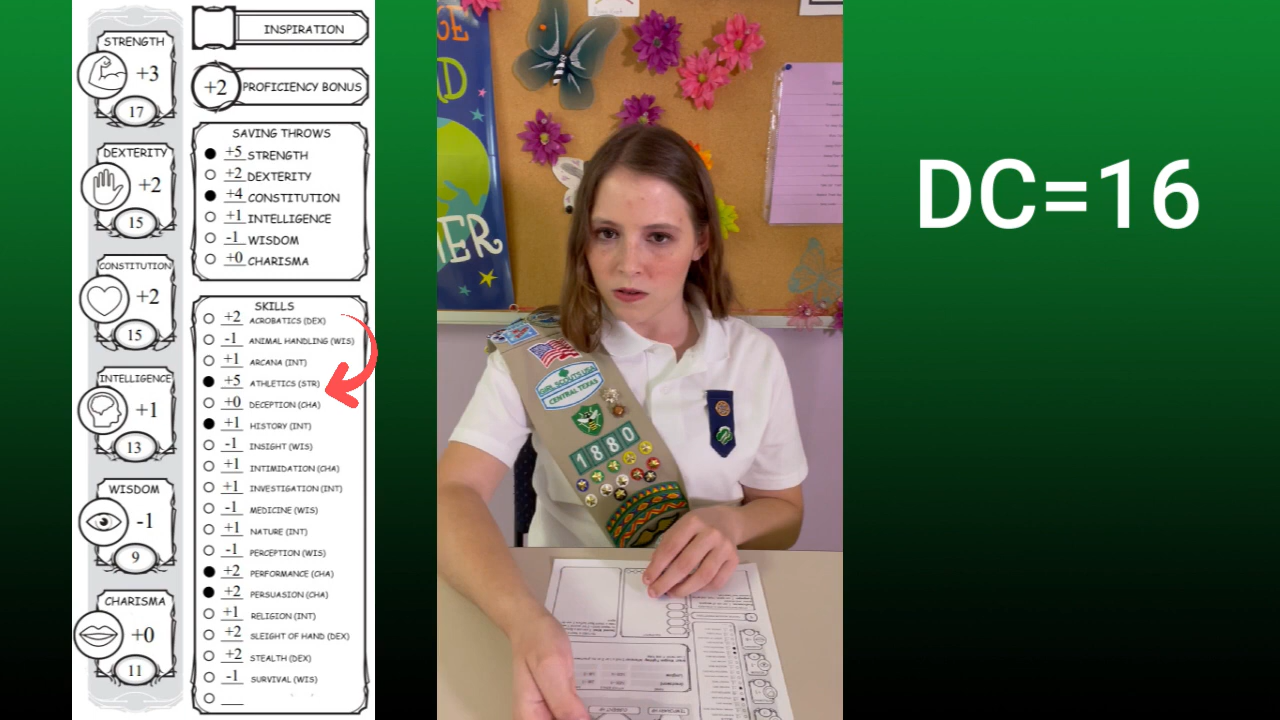 STRENGTH
+3
17
DEXTERITY
+2
15
CONSTITUTION
+2
15
INTELLIGENCE
+1
13
WISDOM
-1
9
CHARISMA
+0
11
INSPIRATION
+2 PROFICIENCY BONUS
SAVING THROWS
+5 STRENGTH
+2 DEXTERITY
+4 CONSTITUTION
+1 INTELLIGENCE
-1 WISDOM
+0 CHARISMA
SKILLS
+2 ACROBATICS (DEX)
-1 ANIMAL HANDLING (WIS)
+1 ARCANA (INT)
+5 ATHLETICS (STR)
+0 DECEPTION (CHA)
+1 HISTORY (INT)
-1 INSIGHT (WIS)
+1 INTIMIDATION (CHA)
+1 INVESTIGATION (INT)
-1 MEDICINE (WIS)
+1 NATURE (INT)
-1 PERCEPTION (WIS)
+2 PERFORMANCE (CHA)
+2 PERSUASION (CHA)
+1 RELIGION (INT)
+2 SLEIGHT OF HAND (DEX)
+2 STEALTH (DEX)
-1 SURVIVAL (WIS)
GIRL SCOUTS USA
CENTRAL TEXAS
1880
DC=16